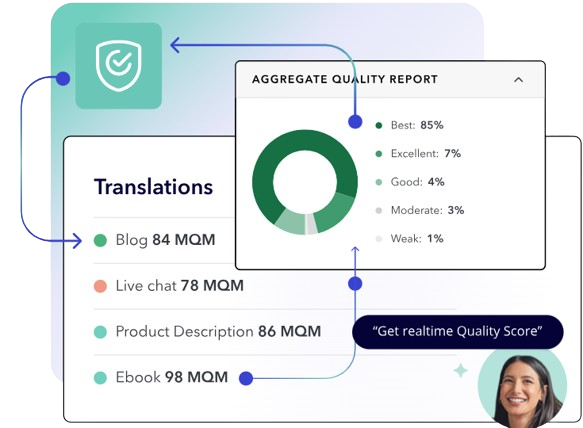 AGGREGATE QUALITY REPORT
Best: 85%
Excellent: 7%
Good: 4%
Moderate: 3%
Weak: 1%
Translations
Blog 84 MQM
Live chat 78 MQM
Product Description 86 MQM
Ebook 98 MQM
“Get realtime Quality Score”